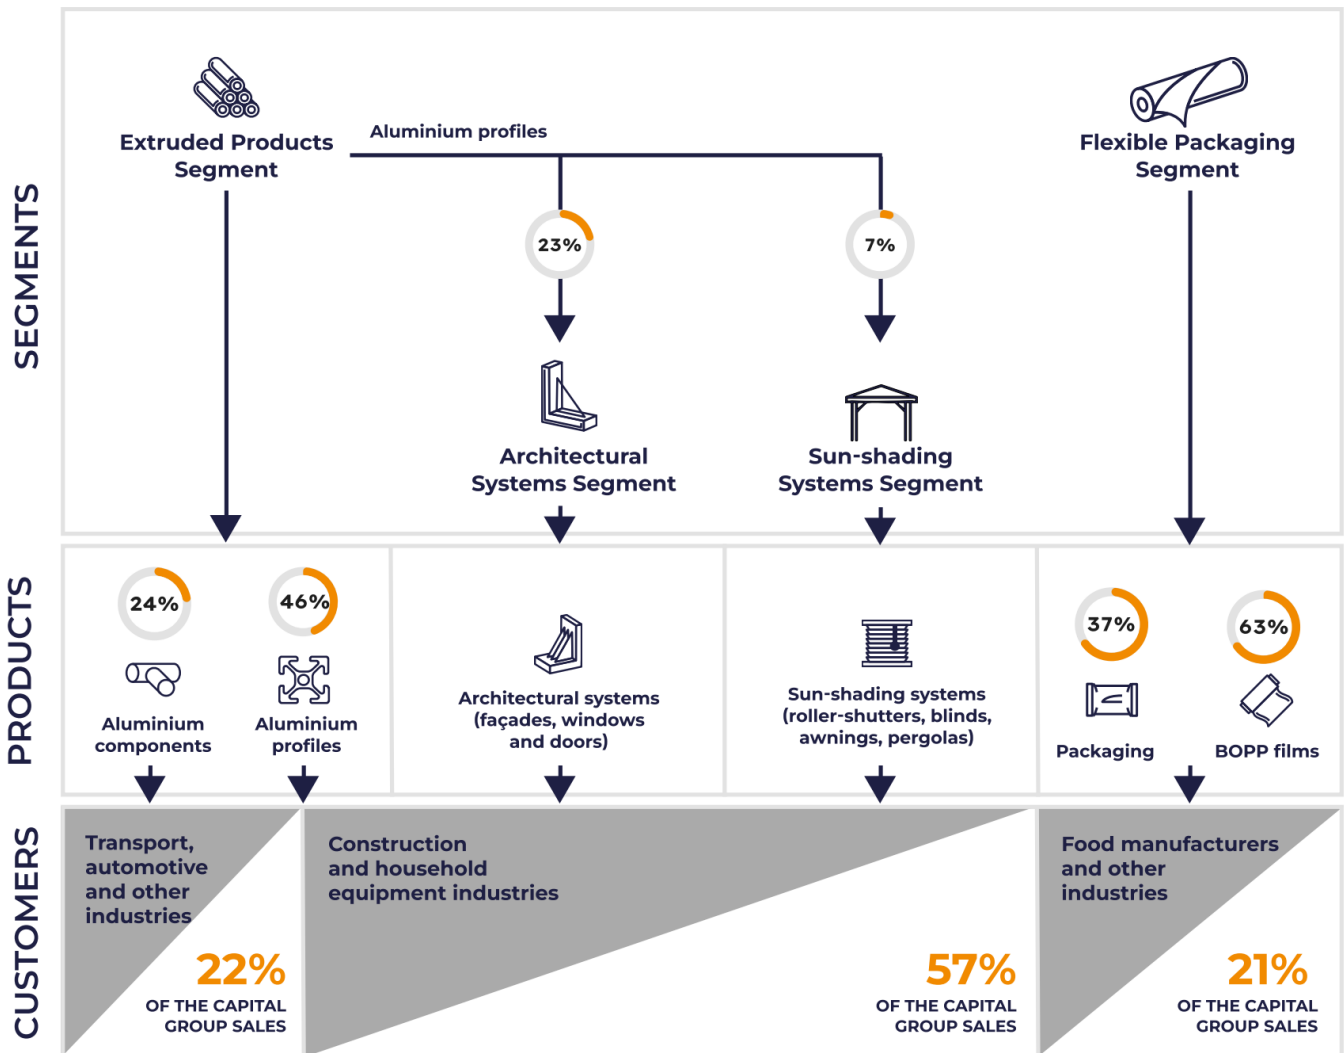 SEGMENTS
Extruded Products
Segment
Aluminium profiles
Flexible Packaging
Segment
23%
7%
Architectural
Systems Segment
Sun-shading
Systems Segment
PRODUCTS
24%
Aluminium
components
46%
Aluminium
profiles
Architectural systems
(façades, windows
and doors)
Sun-shading systems
(roller-shutters, blinds,
awnings, pergolas)
37%
Packaging
63%
BOPP films
CUSTOMERS
Transport,
automotive
and other
industries
22%
OF THE CAPITAL
GROUP SALES
Construction
and household
equipment industries
57%
OF THE CAPITAL
GROUP SALES
Food manufacturers
and other
industries
21%
OF THE CAPITAL
GROUP SALES